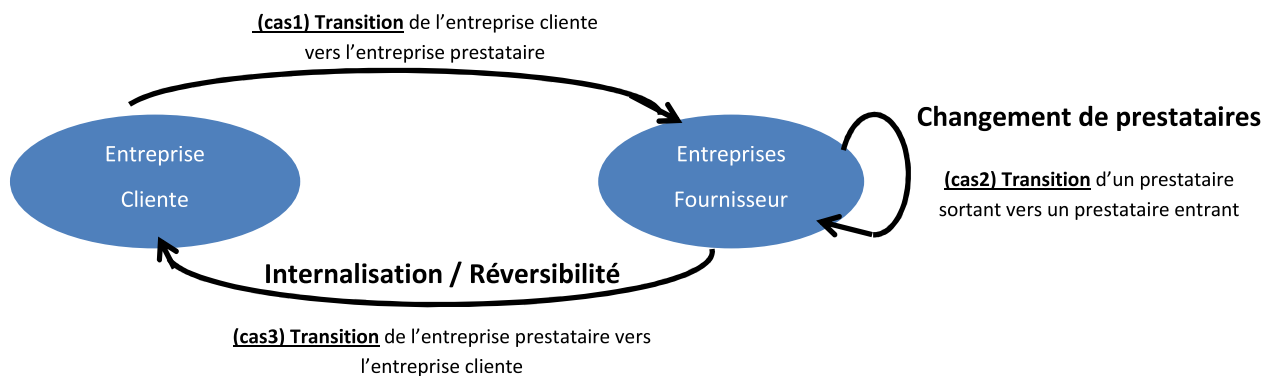 (cas1) Transition de l’entreprise cliente
vers l’entreprise prestataire
Entreprise
Cliente
Entreprises
Fournisseur
Changement de prestataires
(cas2) Transition d’un prestataire
sortant vers un prestataire entrant
Internalisation / Réversibilité
(cas3) Transition de l’entreprise prestataire vers
l’entreprise cliente